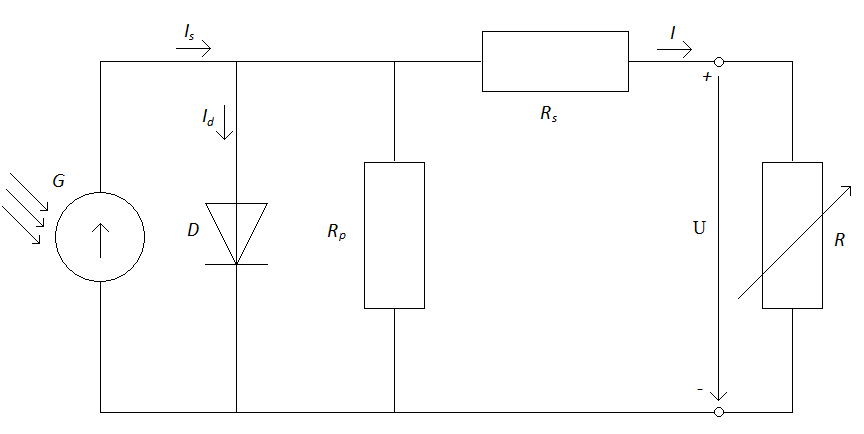 Is
I
+
Rs
Id
G
D
Rp
U
R
-